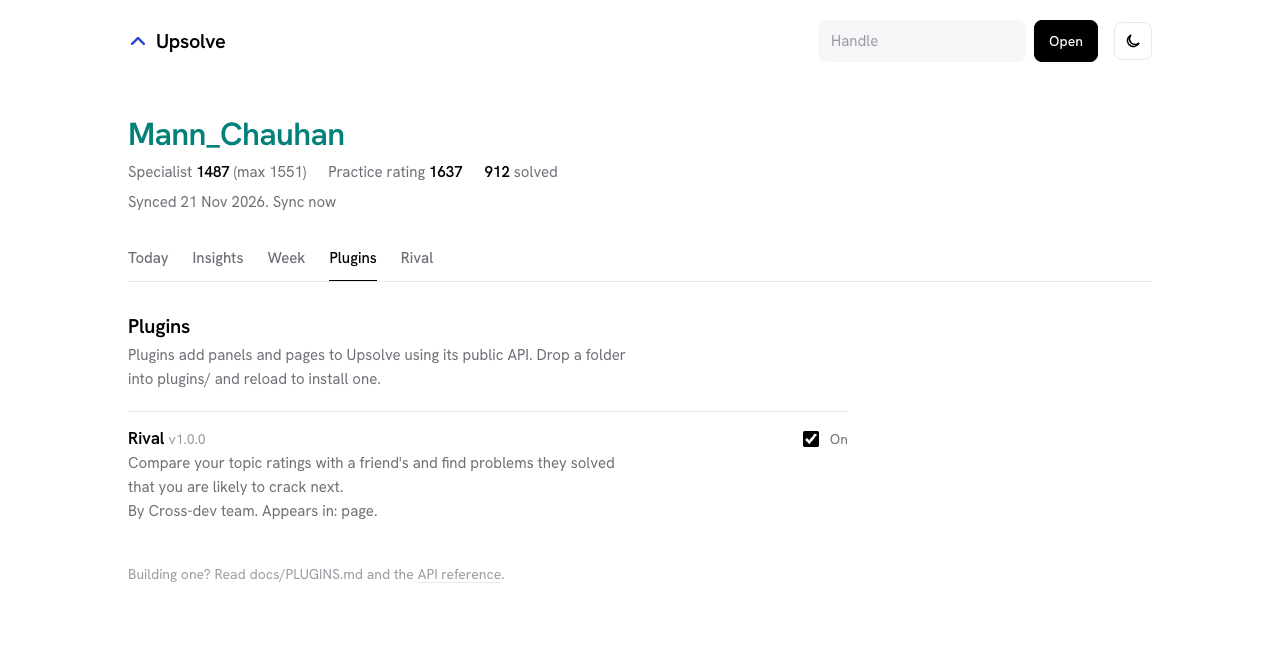 Upsolve
Handle
Open
Mann_Chauhan
Specialist 1487 (max 1551) Practice rating 1637 912 solved
Synced 21 Nov 2026. Sync now
Today Insights Week Plugins Rival
Plugins
Plugins add panels and pages to Upsolve using its public API. Drop a folder
into plugins/ and reload to install one.
Rival v1.0.0 On
Compare your topic ratings with a friend's and find problems they solved
that you are likely to crack next.
By Cross-dev team. Appears in: page.
Building one? Read docs/PLUGINS.md and the API reference.